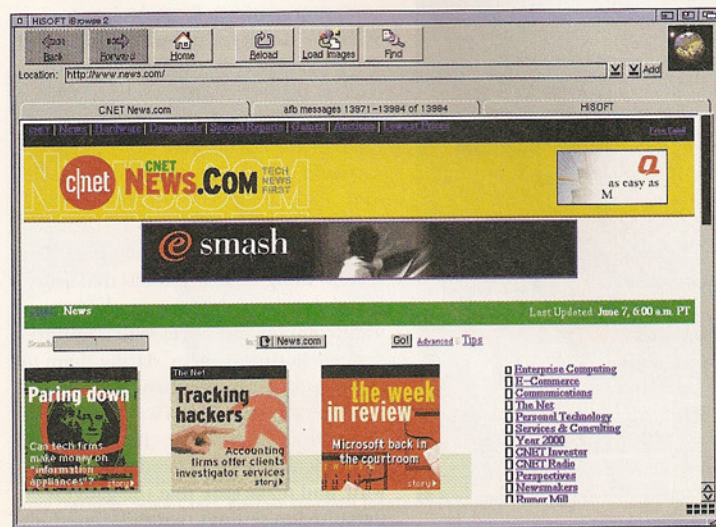 HiSOFT iBrowse 2
Back Forward Home Reload Load Images Find
Location: http://www.news.com/ Add
CNET News.com afb messages 13971-13984 of 13984 HiSOFT
CNET | News | Hardware | Downloads | Special Reports | Games | Auctions | Lowest Prices
Free Email
c|net CNET NEWS.COM TECH NEWS FIRST
Q
as easy as
M
e smash
News Last Updated: June 7, 6:00 a.m. PT
Search News.com Go! Advanced Tips
Paring down
Can tech firms
make money on
"information
appliances"?
story
The Net
Tracking
hackers
Accounting
firms offer clients
investigator services
story
the week
in review
Microsoft back in
the courtroom
story
Enterprise Computing
E-Commerce
Communications
The Net
Personal Technology
Services & Consulting
Year 2000
CNET Investor
CNET Radio
Perspectives
Newsmakers
Rumor Mill